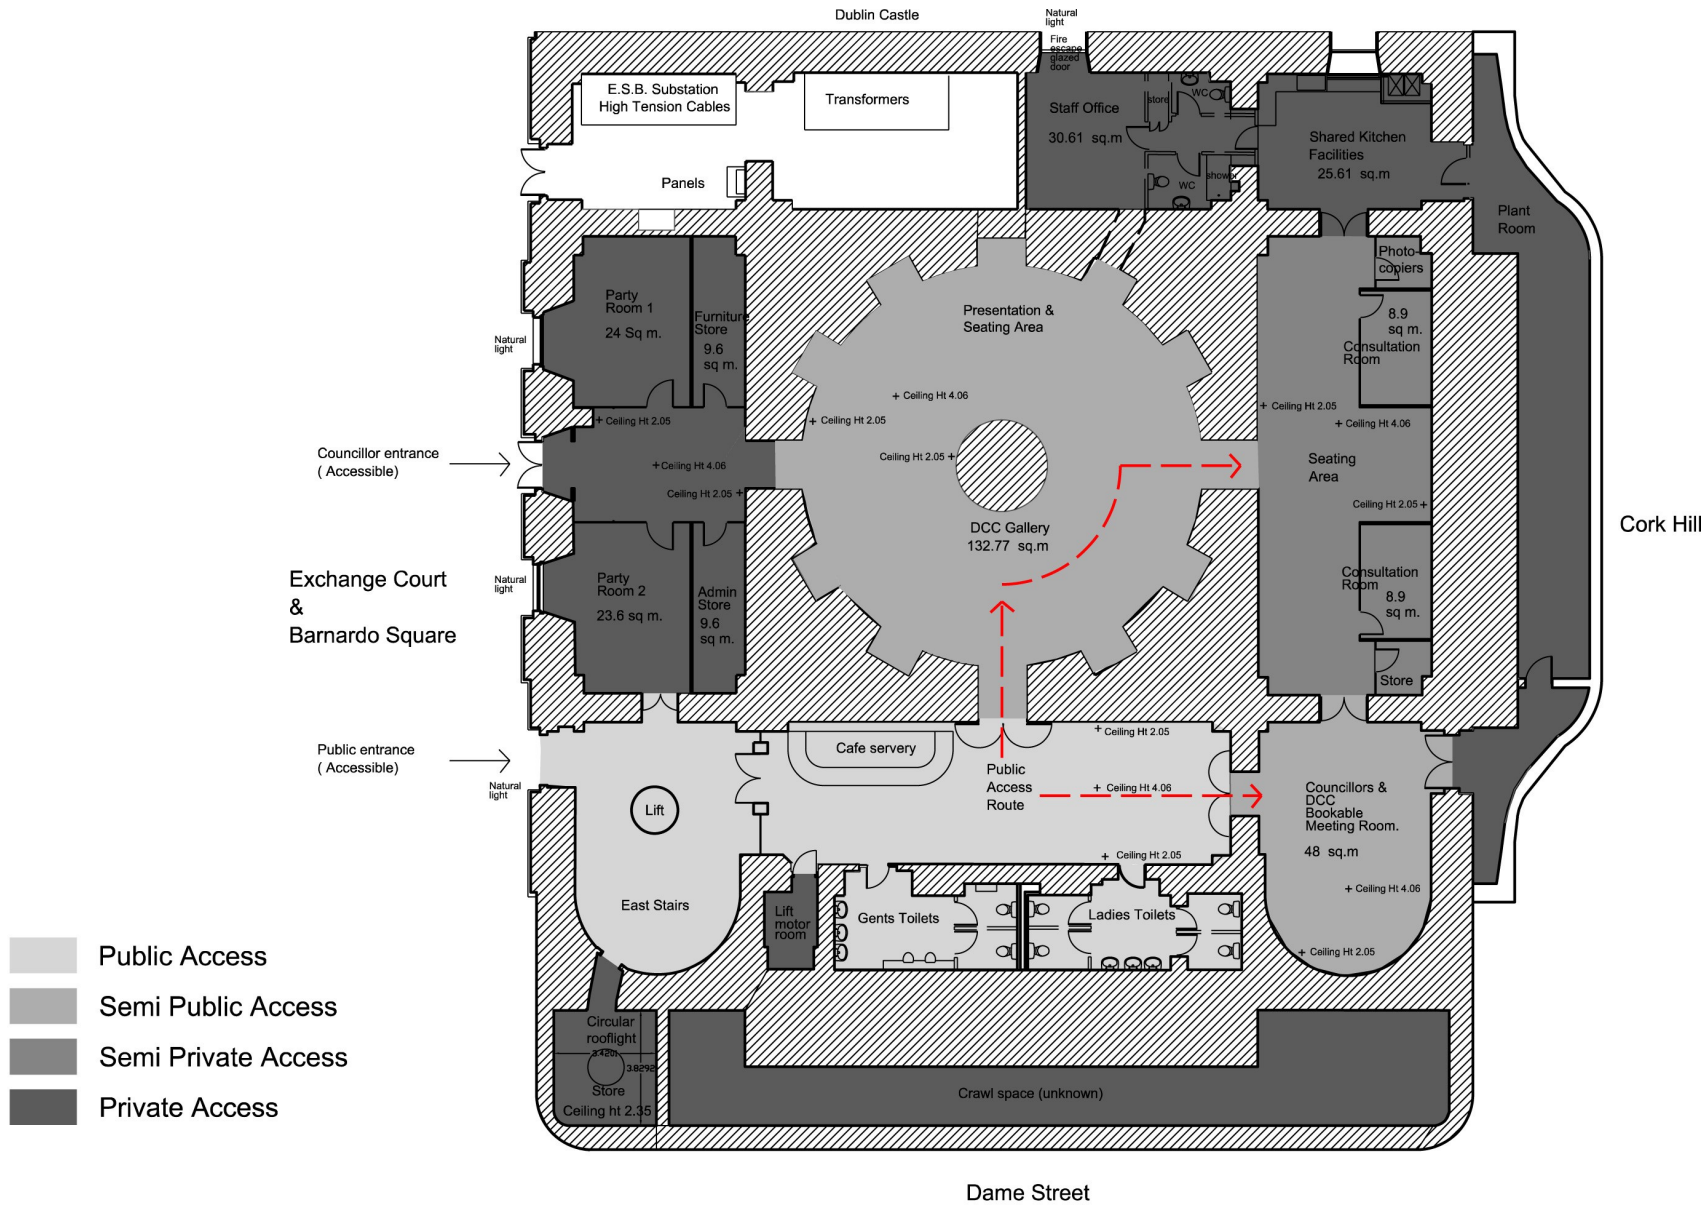 Dublin Castle
Natural
light
Fire
escape
glazed
door
E.S.B. Substation
High Tension Cables
Transformers
Panels
Staff Office
30.61 sq.m
store
WC
WC
shower
Shared Kitchen
Facilities
25.61 sq.m
Plant
Room
Photo-
copiers
8.9
sq m.
Consultation
Room
Party
Room 1
24 Sq m.
Furniture
Store
9.6
sq m.
Natural
light
Presentation &
Seating Area
+ Ceiling Ht 4.06
+ Ceiling Ht 2.05
+ Ceiling Ht 2.05
Ceiling Ht 2.05 +
+ Ceiling Ht 2.05
+ Ceiling Ht 4.06
Councillor entrance
( Accessible)
+Ceiling Ht 4.06
Ceiling Ht 2.05 +
Seating
Area
Ceiling Ht 2.05 +
DCC Gallery
132.77 sq.m
Cork Hill
Exchange Court
&
Barnardo Square
Natural
light
Party
Room 2
23.6 sq m.
Admin
Store
9.6
sq m.
Consultation
Room
8.9
sq m.
Store
Public entrance
( Accessible)
Natural
light
Lift
Cafe servery
Public
Access
Route
+ Ceiling Ht 2.05
+ Ceiling Ht 4.06
+ Ceiling Ht 2.05
Councillors &
DCC
Bookable
Meeting Room.
48 sq.m
+ Ceiling Ht 4.06
+ Ceiling Ht 2.05
East Stairs
Lift
motor
room
Gents Toilets
Ladies Toilets
Public Access
Semi Public Access
Semi Private Access
Private Access
Circular
rooflight
3.4201
3.8292
Store
Ceiling ht 2.35
Crawl space (unknown)
Dame Street